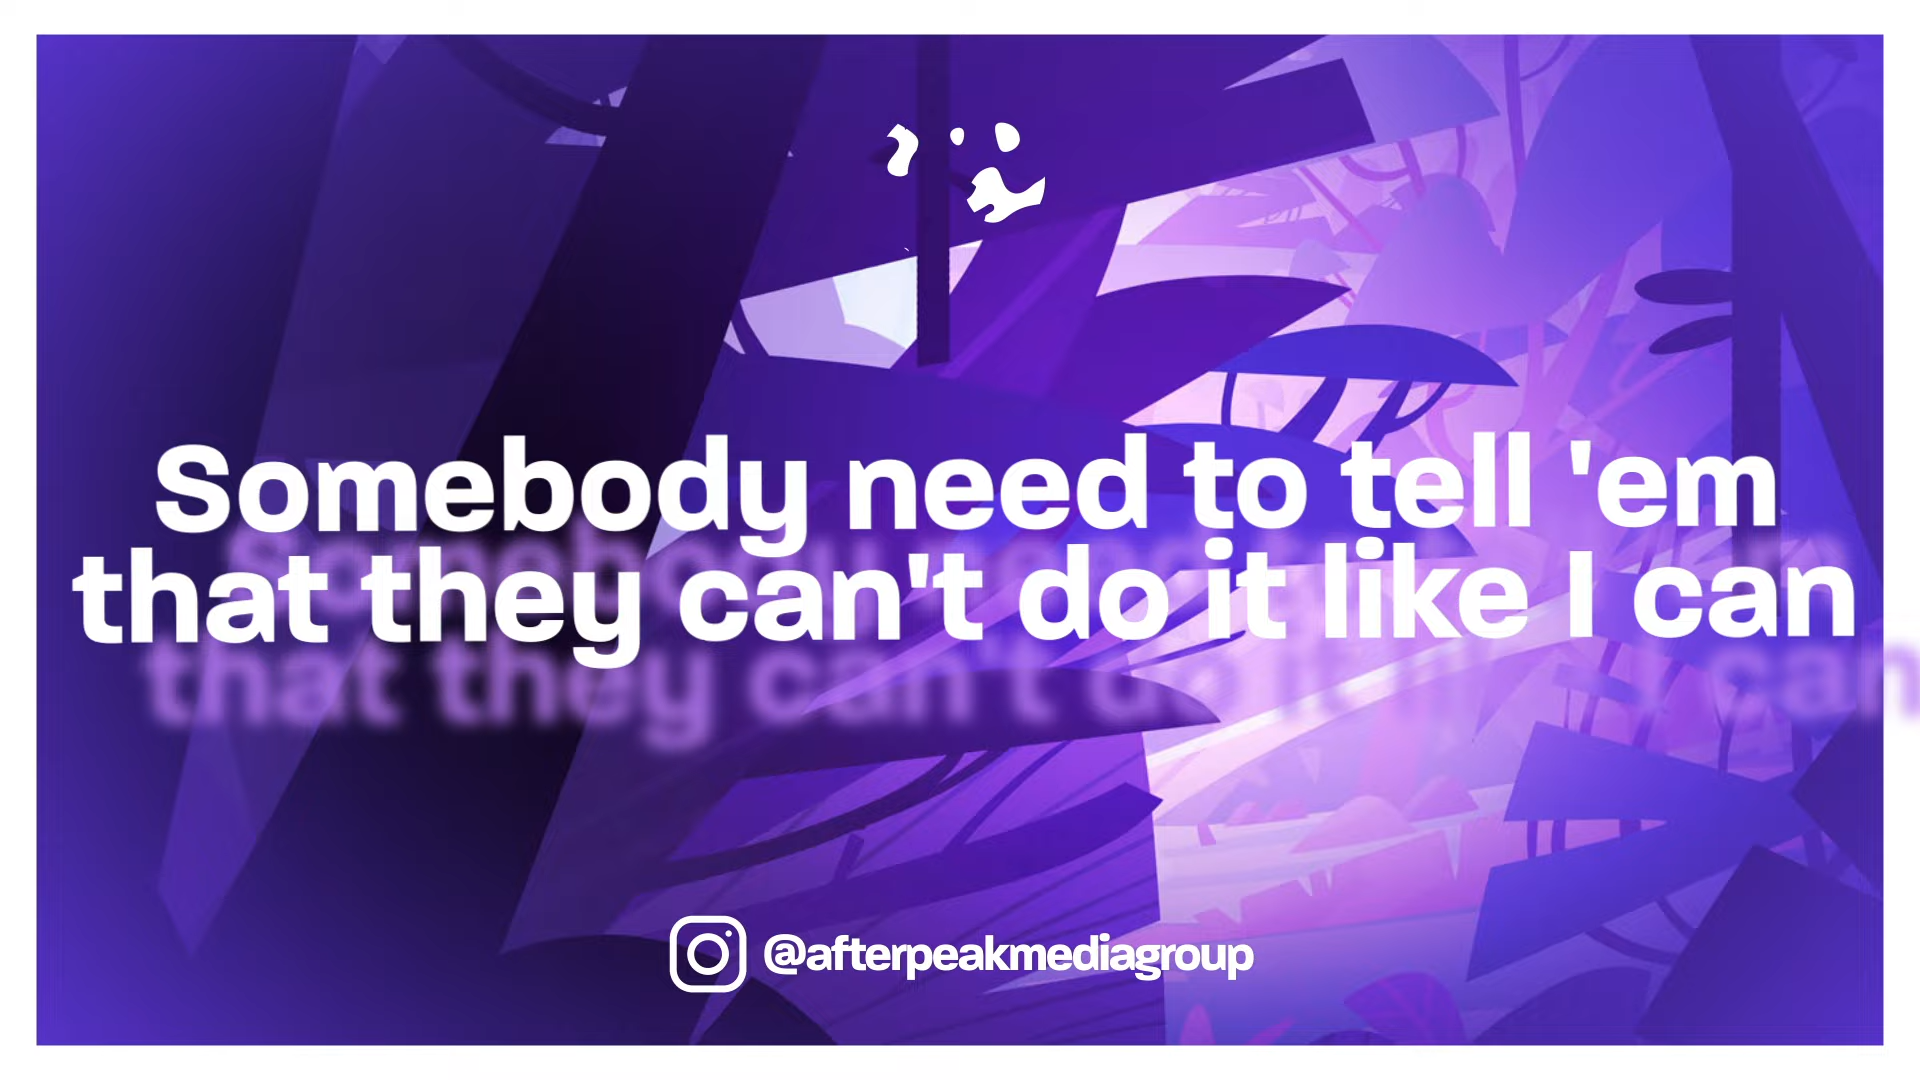 Somebody need to tell 'em
that they can't do it like I can
@afterpeakmediagroup